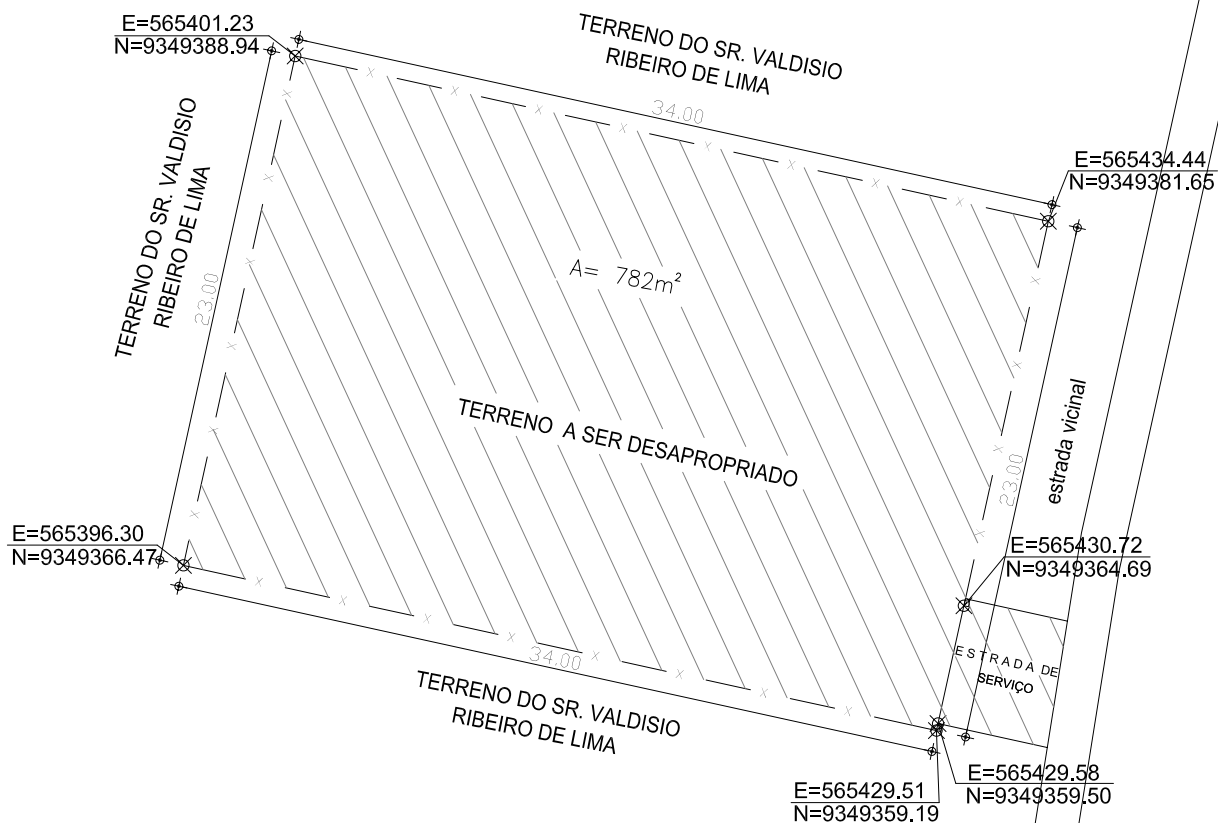 E=565401.23
N=9349388.94
TERRENO DO SR. VALDISIO
RIBEIRO DE LIMA
34.00
E=565434.44
N=9349381.65
TERRENO DO SR. VALDISIO
RIBEIRO DE LIMA
23.00
A= 782m²
TERRENO A SER DESAPROPRIADO
estrada vicinal
23.00
E=565396.30
N=9349366.47
E=565430.72
N=9349364.69
ESTRADA DE
SERVIÇO
34.00
TERRENO DO SR. VALDISIO
RIBEIRO DE LIMA
E=565429.58
N=9349359.50
E=565429.51
N=9349359.19